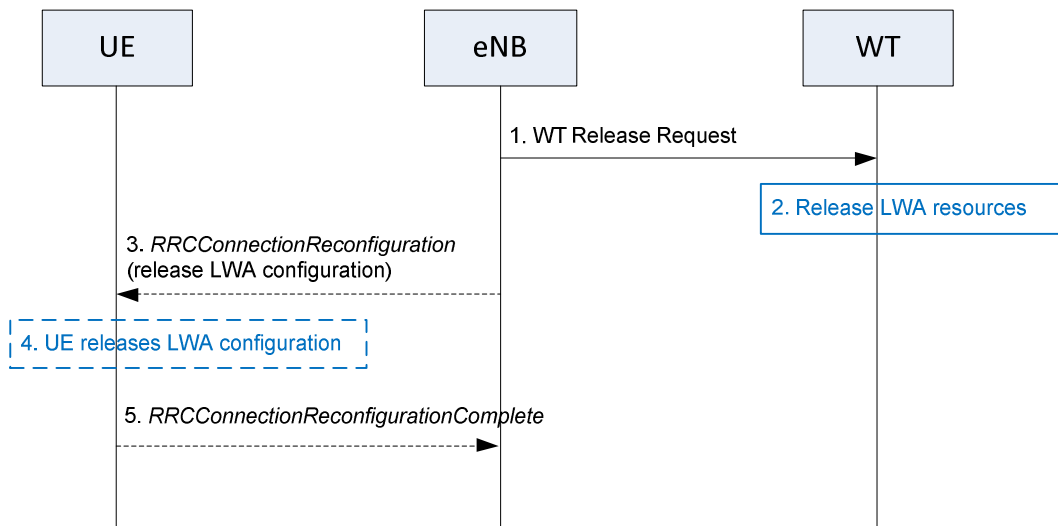 UE
eNB
WT
1. WT Release Request
2. Release LWA resources
3. RRCConnectionReconfiguration
(release LWA configuration)
4. UE releases LWA configuration
5. RRCConnectionReconfigurationComplete